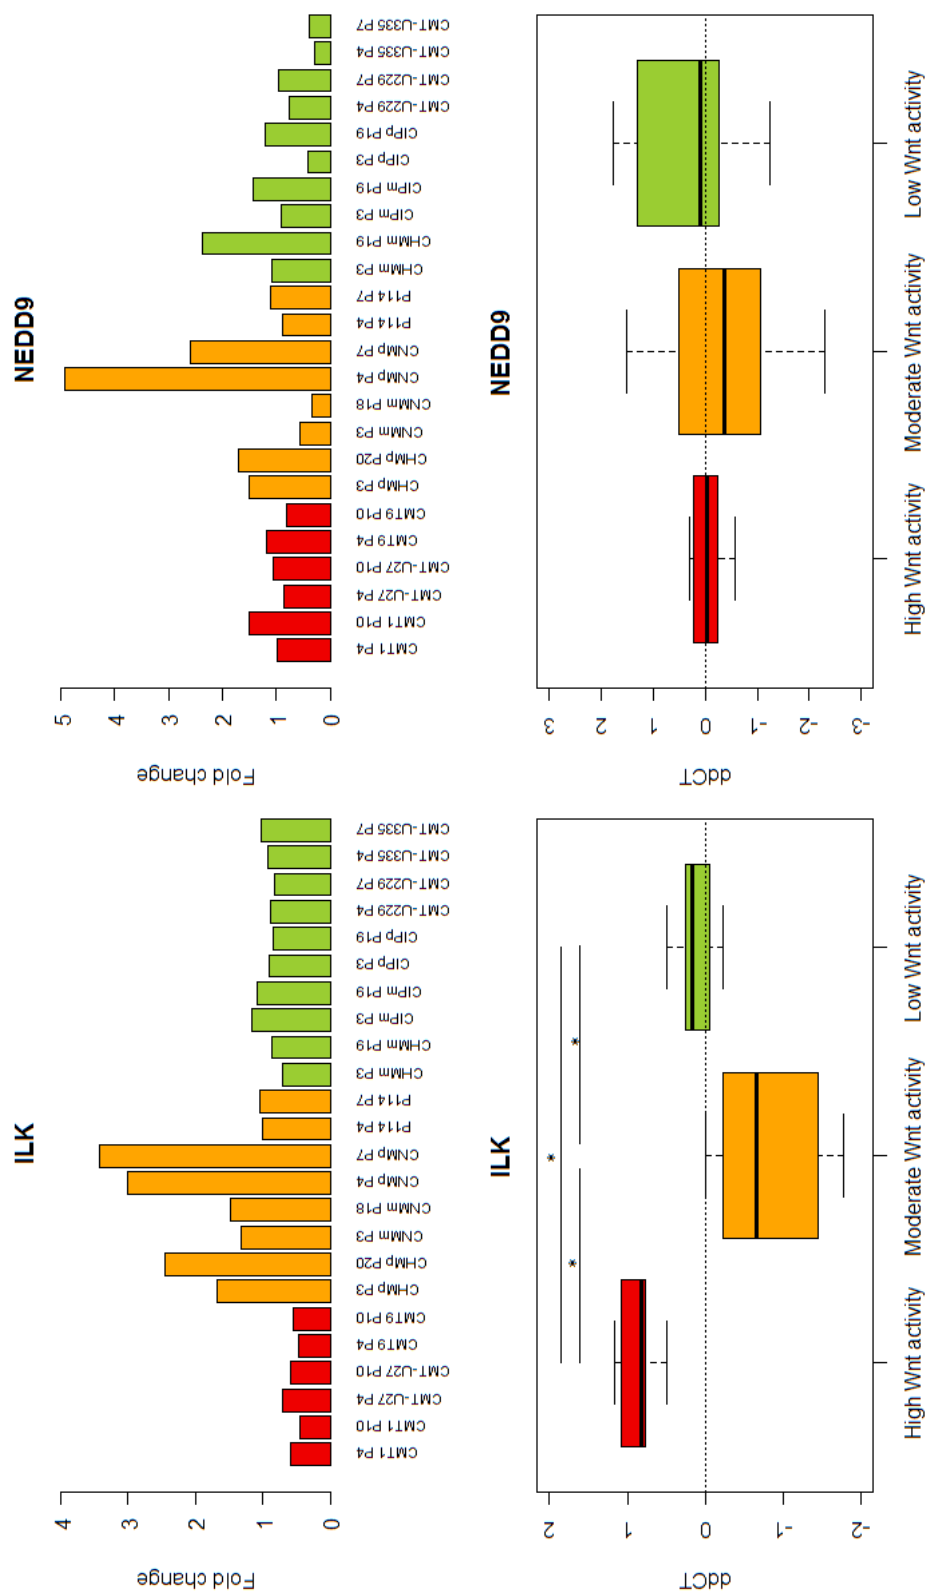 ILK
Fold change
4
3
2
1
0
CMT1 P4
CMT1 P10
CMT-U27 P4
CMT-U27 P10
CMT9 P4
CMT9 P10
CHMp P3
CHMp P20
CNMm P3
CNMm P18
CNMp P4
CNMp P7
P114 P4
P114 P7
CHMm P3
CHMm P19
CIPm P3
CIPm P19
CIPp P3
CIPp P19
CMT-U229 P4
CMT-U229 P7
CMT-U335 P4
CMT-U335 P7
NEDD9
Fold change
5
4
3
2
1
0
CMT1 P4
CMT1 P10
CMT-U27 P4
CMT-U27 P10
CMT9 P4
CMT9 P10
CHMp P3
CHMp P20
CNMm P3
CNMm P18
CNMp P4
CNMp P7
P114 P4
P114 P7
CHMm P3
CHMm P19
CIPm P3
CIPm P19
CIPp P3
CIPp P19
CMT-U229 P4
CMT-U229 P7
CMT-U335 P4
CMT-U335 P7
ILK
ddCT
2
1
0
-1
-2
*
*
*
High Wnt activity
Moderate Wnt activity
Low Wnt activity
NEDD9
ddCT
3
2
1
0
-1
-2
-3
High Wnt activity
Moderate Wnt activity
Low Wnt activity